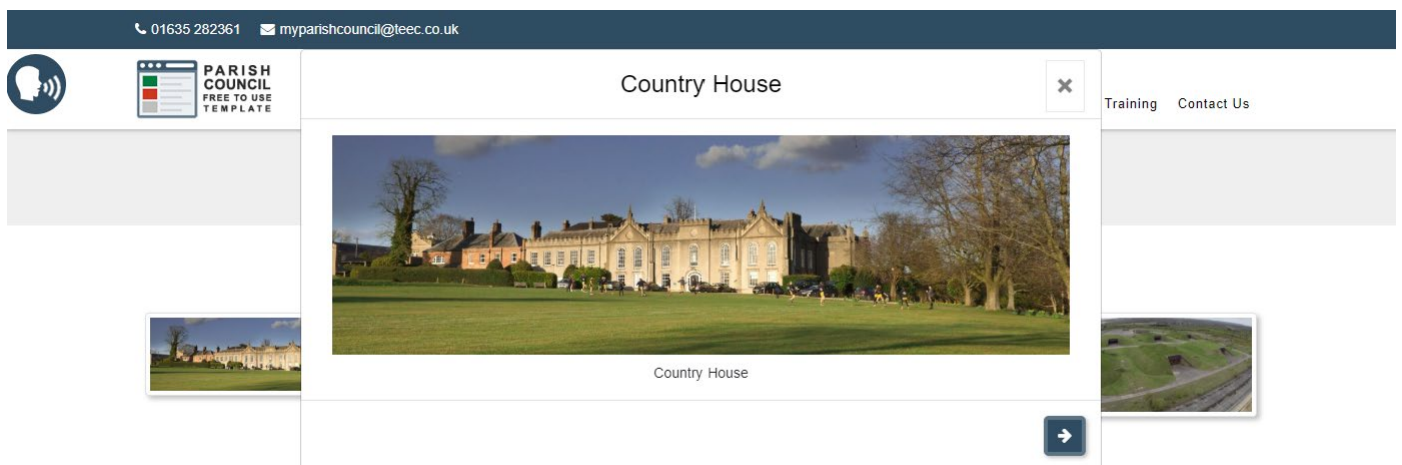 01635 282361 myparishcouncil@teec.co.uk
PARISH
COUNCIL
FREE TO USE
TEMPLATE
Country House
Training Contact Us
Country House